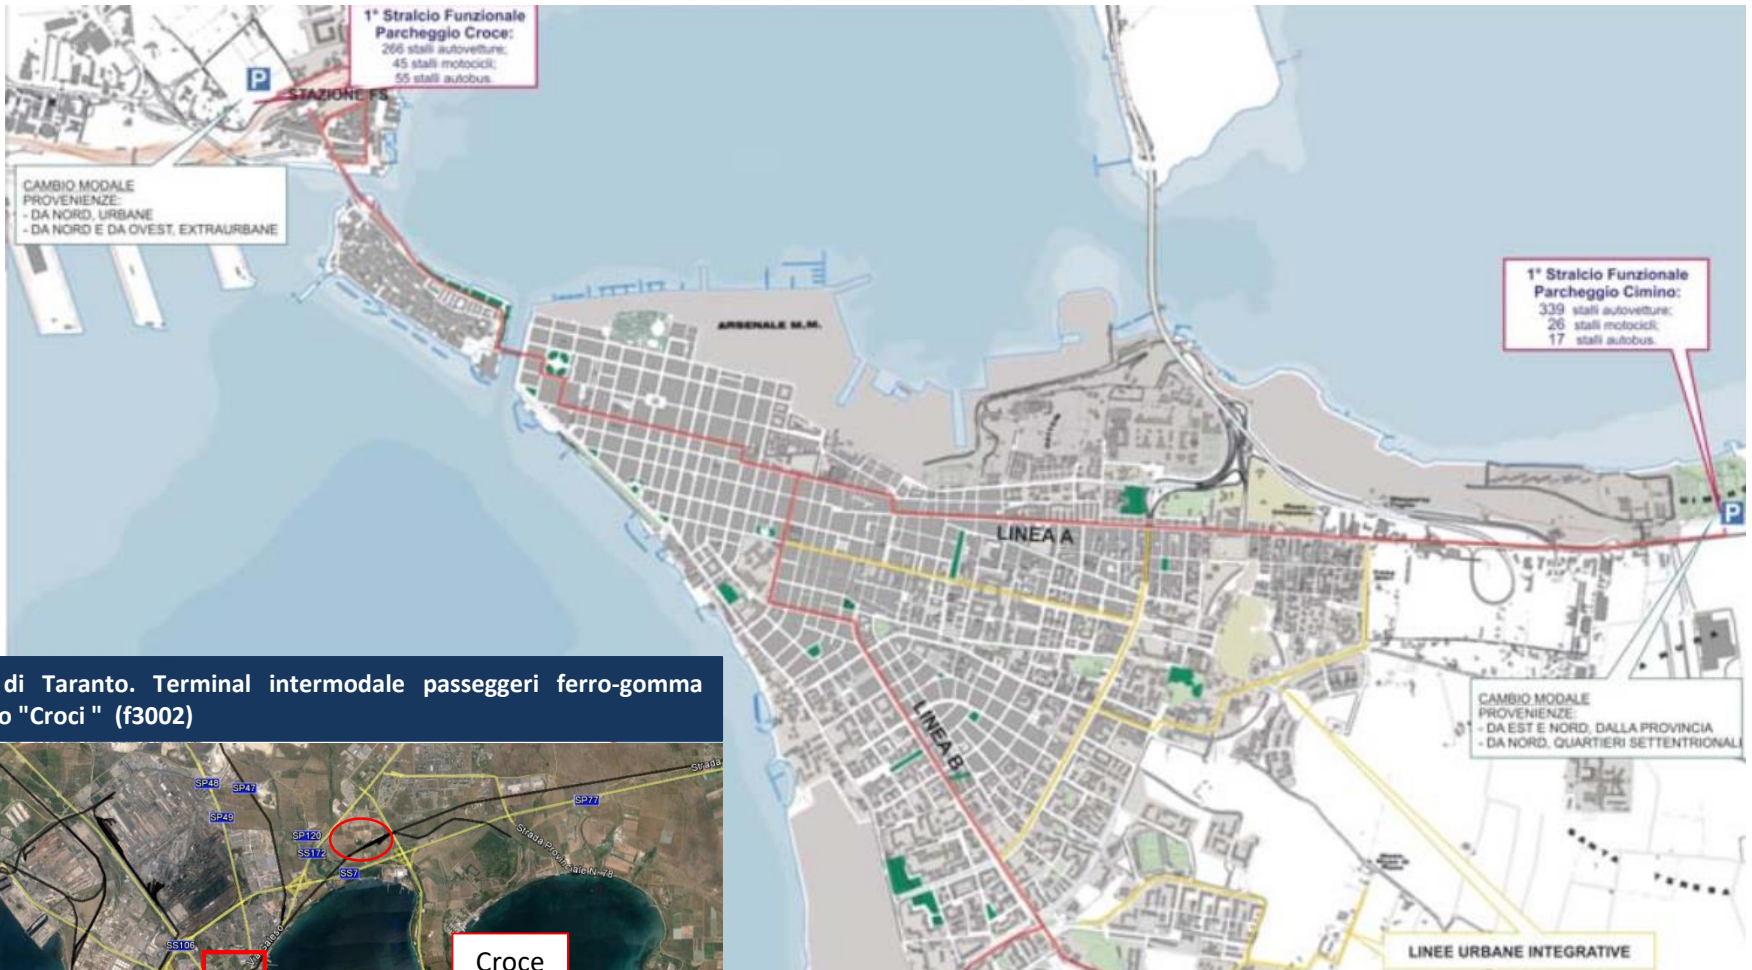 1° Stralcio Funzionale
Parcheggio Croce:
266 stalli autovetture;
45 stalli motocicli;
55 stalli autobus.
P
STAZIONE FS
CAMBIO MODALE
PROVENIENZE:
- DA NORD, URBANE
- DA NORD E DA OVEST, EXTRAURBANE
ARSENALE M.M.
1° Stralcio Funzionale
Parcheggio Cimino:
339 stalli autovetture;
26 stalli motocicli;
17 stalli autobus.
P
LINEA A
LINEA B
CAMBIO MODALE
PROVENIENZE:
- DA EST E NORD, DALLA PROVINCIA
- DA NORD, QUARTIERI SETTENTRIONALI
LINEE URBANE INTEGRATIVE
di Taranto. Terminal intermodale passeggeri ferro-gomma
o "Croci " (f3002)
SP48
SP47
SP49
SP120
SS172
SS7
SP77
Strada
Strada Provinciale N. 78
SS106
Croce